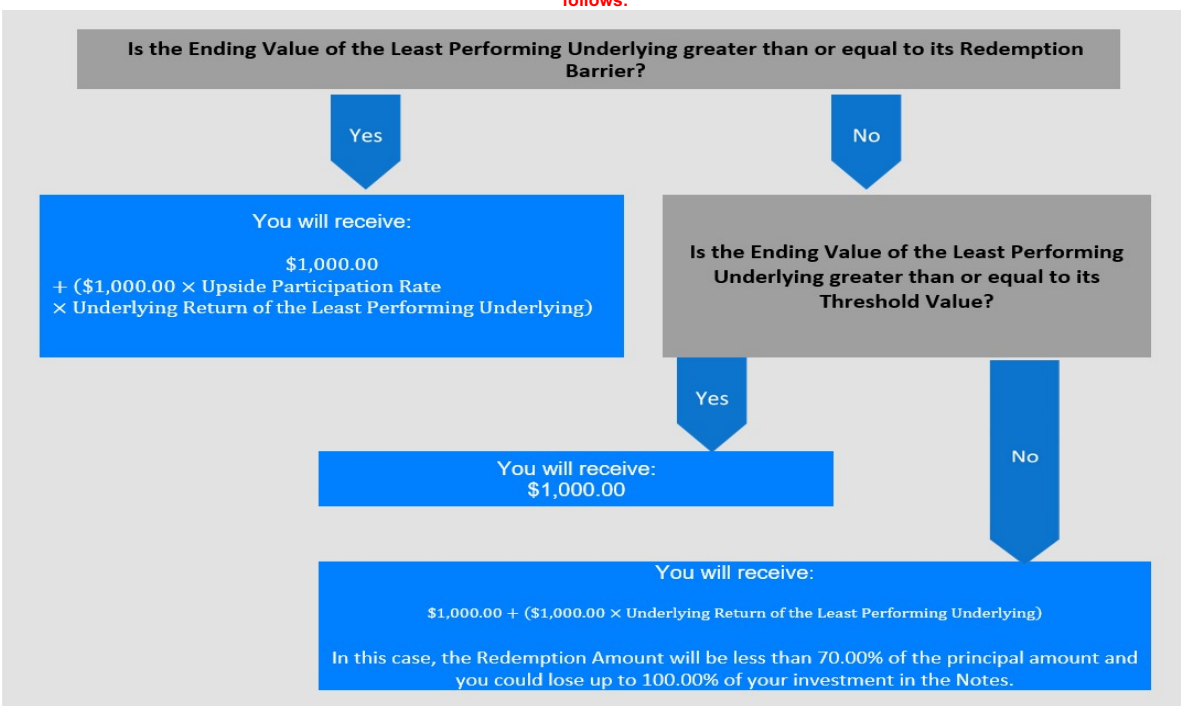 follows:
Is the Ending Value of the Least Performing Underlying greater than or equal to its Redemption
Barrier?
Yes
No
You will receive:
$1,000.00
+ ($1,000.00 × Upside Participation Rate
× Underlying Return of the Least Performing Underlying)
Is the Ending Value of the Least Performing
Underlying greater than or equal to its
Threshold Value?
Yes
No
You will receive:
$1,000.00
You will receive:
$1,000.00 + ($1,000.00 × Underlying Return of the Least Performing Underlying)
In this case, the Redemption Amount will be less than 70.00% of the principal amount and
you could lose up to 100.00% of your investment in the Notes.